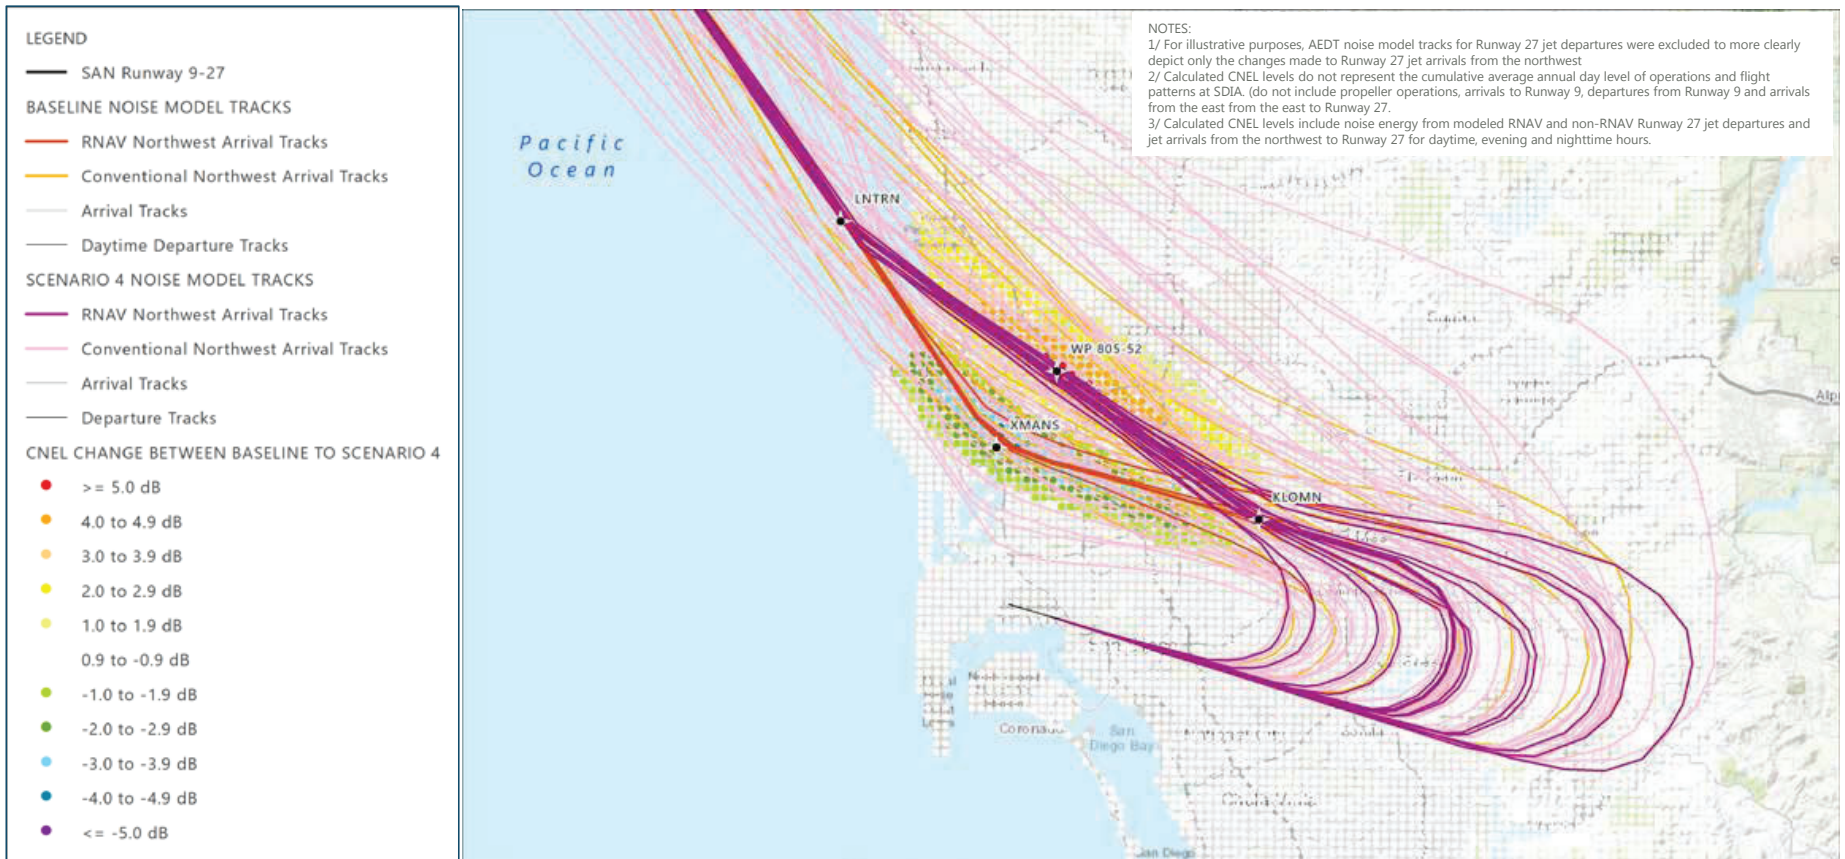 LEGEND
SAN Runway 9-27
BASELINE NOISE MODEL TRACKS
RNAV Northwest Arrival Tracks
Conventional Northwest Arrival Tracks
Arrival Tracks
Daytime Departure Tracks
SCENARIO 4 NOISE MODEL TRACKS
RNAV Northwest Arrival Tracks
Conventional Northwest Arrival Tracks
Arrival Tracks
Departure Tracks
CNEL CHANGE BETWEEN BASELINE TO SCENARIO 4
>= 5.0 dB
4.0 to 4.9 dB
3.0 to 3.9 dB
2.0 to 2.9 dB
1.0 to 1.9 dB
0.9 to -0.9 dB
-1.0 to -1.9 dB
-2.0 to -2.9 dB
-3.0 to -3.9 dB
-4.0 to -4.9 dB
<= -5.0 dB
NOTES:
1/ For illustrative purposes, AEDT noise model tracks for Runway 27 jet departures were excluded to more clearly
depict only the changes made to Runway 27 jet arrivals from the northwest
2/ Calculated CNEL levels do not represent the cumulative average annual day level of operations and flight
patterns at SDIA. (do not include propeller operations, arrivals to Runway 9, departures from Runway 9 and arrivals
from the east from the east to Runway 27.
3/ Calculated CNEL levels include noise energy from modeled RNAV and non-RNAV Runway 27 jet departures and
jet arrivals from the northwest to Runway 27 for daytime, evening and nighttime hours.
Pacific
Ocean
LNTRN
WP 805-52
XMANS
KLOMN
Coronado
San
Diego Bay
San Diego